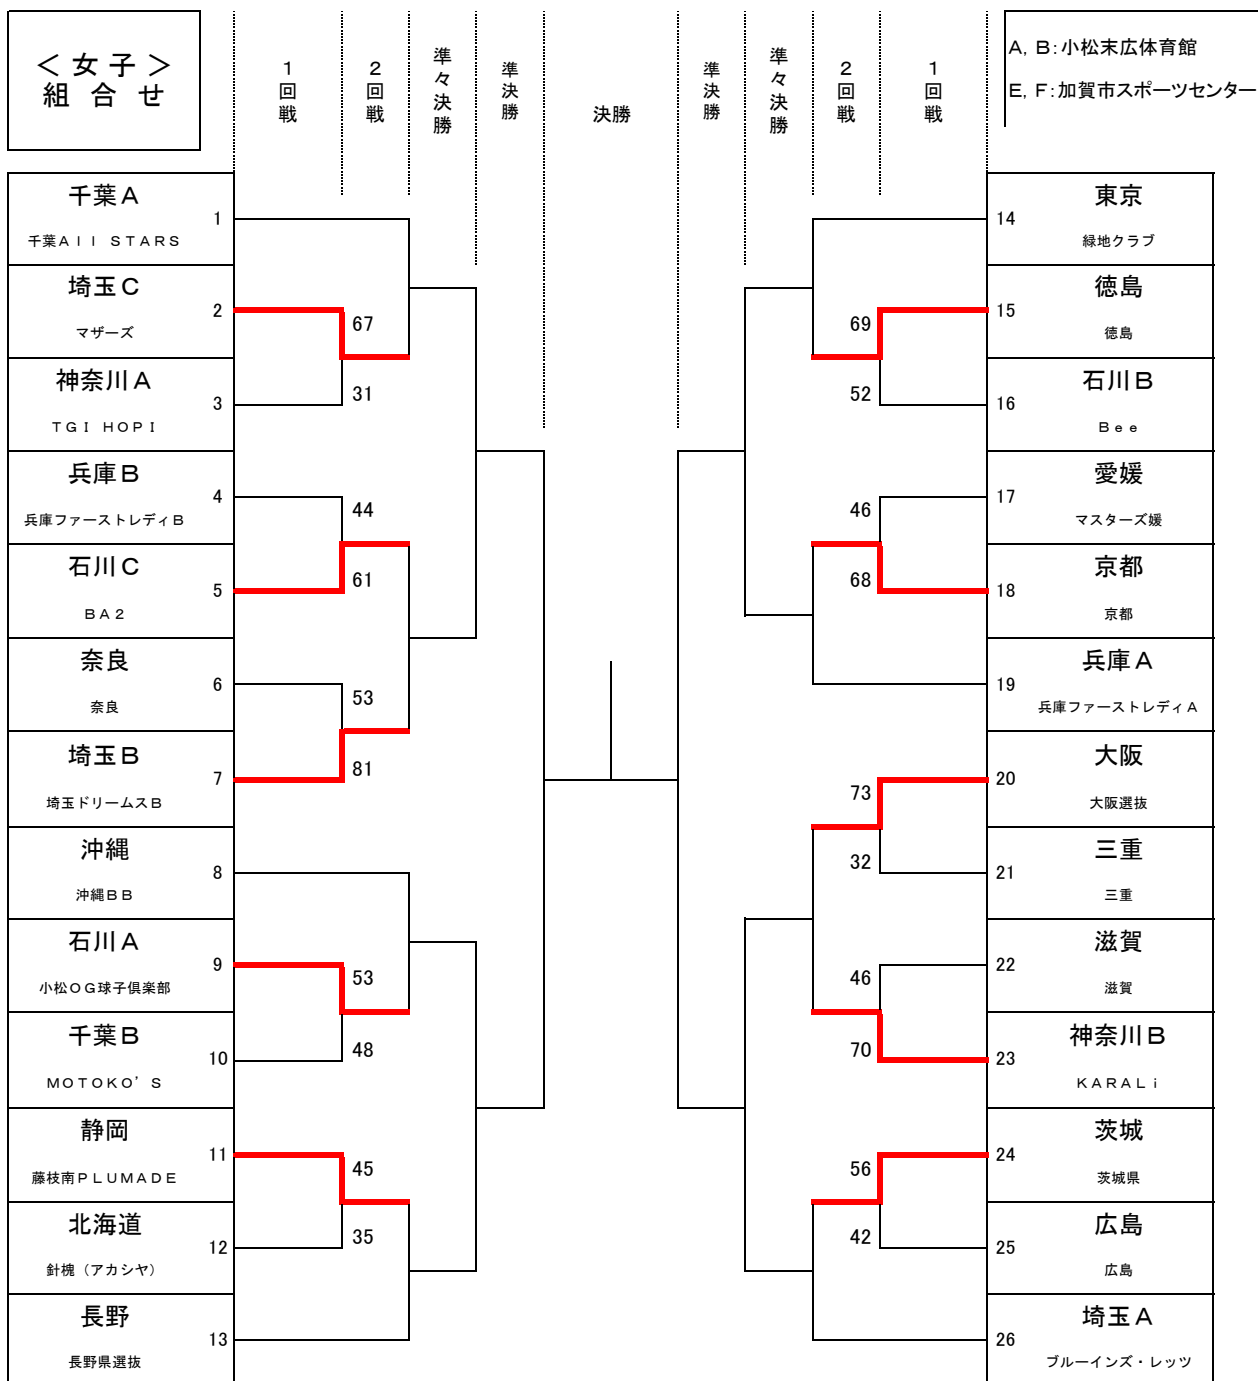 ＜女子＞
組合せ
１回戦
２回戦
準々決勝
準決勝
決勝
準決勝
準々決勝
２回戦
１回戦
A, B:小松末広体育館
E, F:加賀市スポーツセンター
千葉Ａ
1
千葉Ａｌｌ ＳＴＡＲＳ
埼玉Ｃ
2
マザーズ
67
神奈川Ａ
3
ＴＧＩ ＨＯＰＩ
31
兵庫Ｂ
4
兵庫ファーストレディＢ
44
石川Ｃ
5
ＢＡ２
61
奈良
6
奈良
53
埼玉Ｂ
7
埼玉ドリームスＢ
81
沖縄
8
沖縄ＢＢ
石川Ａ
9
小松ＯＧ球子倶楽部
53
千葉Ｂ
10
ＭＯＴＯＫＯ’Ｓ
48
静岡
11
藤枝南ＰＬＵＭＡＤＥ
45
北海道
12
針槐（アカシヤ）
35
長野
13
長野県選抜
東京
14
緑地クラブ
徳島
15
徳島
69
石川Ｂ
16
Ｂｅｅ
52
愛媛
17
マスターズ媛
46
京都
18
京都
68
兵庫Ａ
19
兵庫ファーストレディＡ
大阪
20
大阪選抜
73
三重
21
三重
32
滋賀
22
滋賀
46
神奈川Ｂ
23
ＫＡＲＡＬｉ
70
茨城
24
茨城県
56
広島
25
広島
42
埼玉Ａ
26
ブルーインズ・レッツ